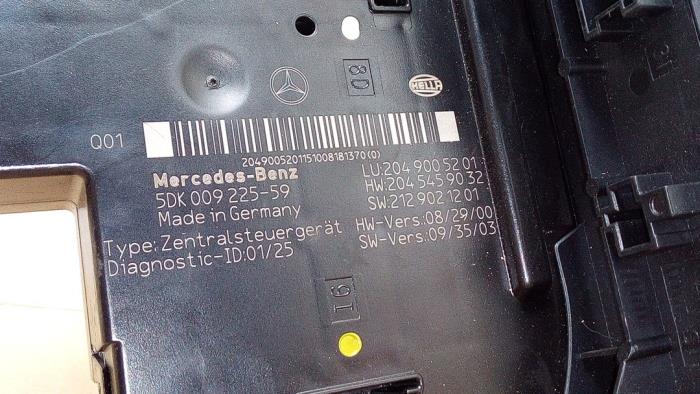 8D
HELLA
Q01
2049005201151008181370(0)
Mercedes-Benz
5DK 009 225-59
Made in Germany
Type: Zentralsteuergerät
Diagnostic-ID:01/25
LU:204 900 52 01
HW:204 545 90 32
SW:212 902 12 01
HW-Vers:08/29/00
SW-Vers:09/35/03
I6